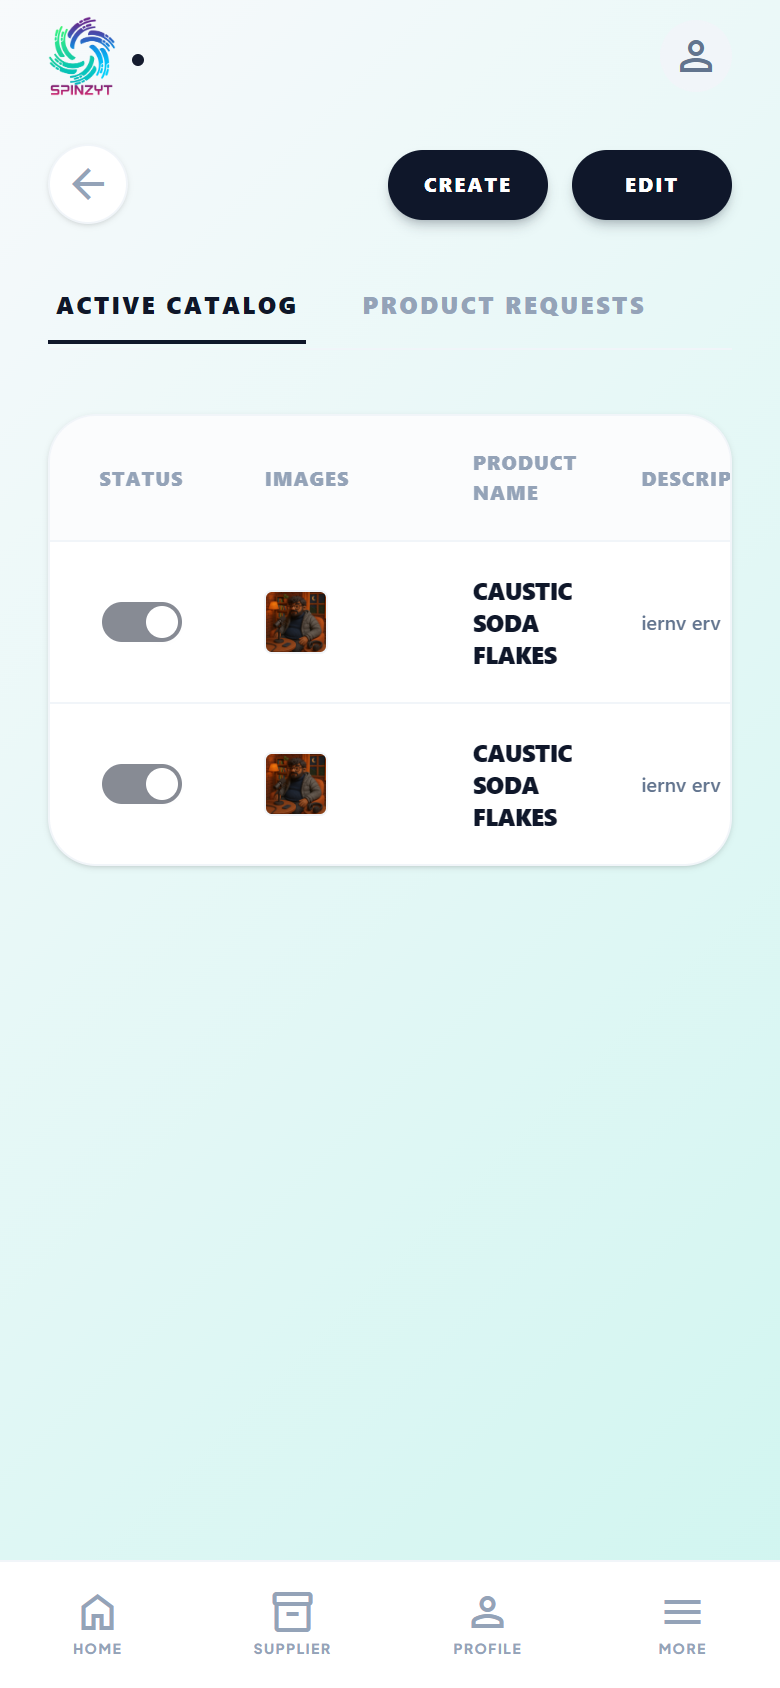 SPINZYT
CREATE
EDIT
ACTIVE CATALOG
PRODUCT REQUESTS
STATUS
IMAGES
PRODUCT
NAME
DESCRIP
CAUSTIC
SODA
FLAKES
iernv erv
CAUSTIC
SODA
FLAKES
iernv erv
HOME
SUPPLIER
PROFILE
MORE